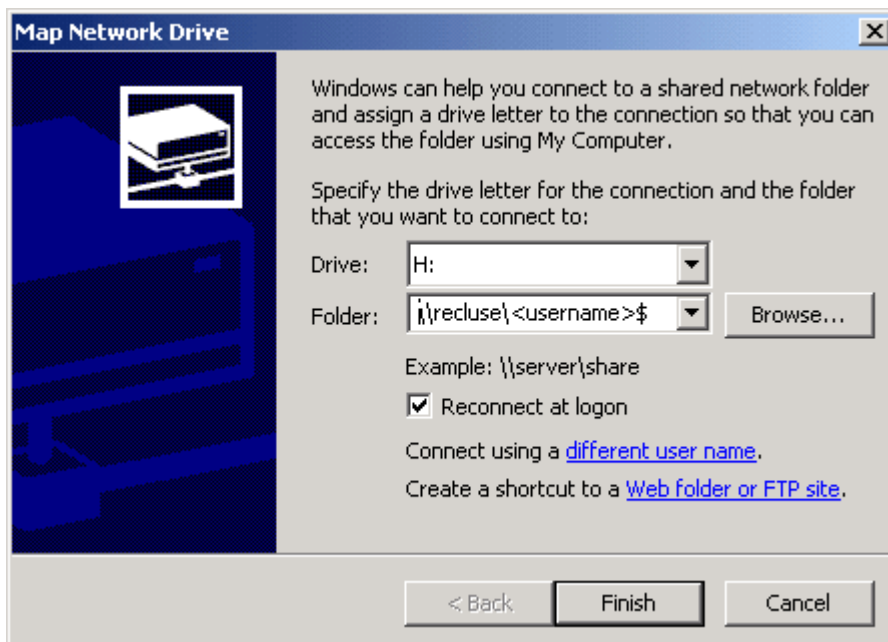 Map Network Drive
Windows can help you connect to a shared network folder
and assign a drive letter to the connection so that you can
access the folder using My Computer.
Specify the drive letter for the connection and the folder
that you want to connect to:
Drive: H:
Folder: \\recluse\<username>$ Browse...
Example: \\server\share
Reconnect at logon
Connect using a different user name.
Create a shortcut to a Web folder or FTP site.
< Back Finish Cancel